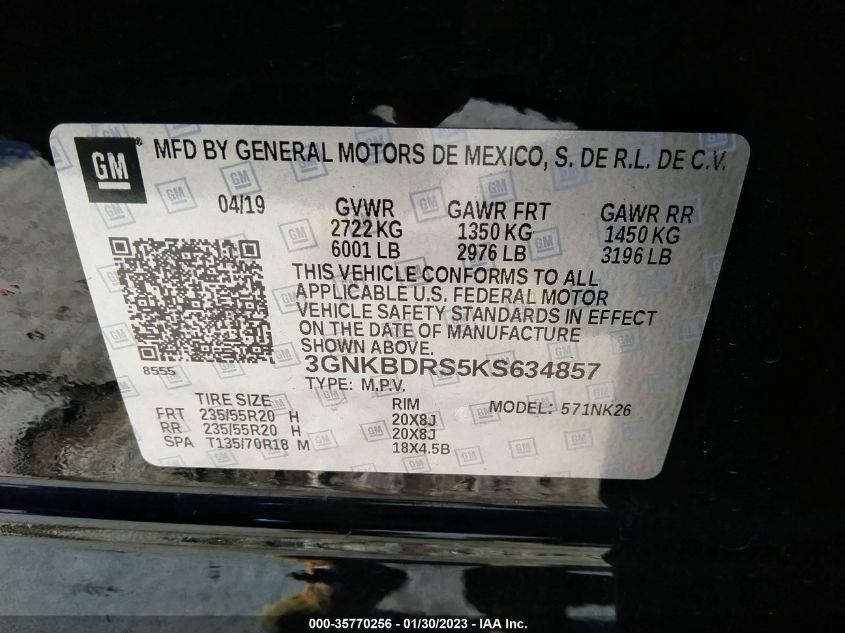 GM
MFD BY GENERAL MOTORS DE MEXICO, S. DE R.L. DE C.V.
04/19 GVWR GAWR FRT GAWR RR
2722 KG 1350 KG 1450 KG
6001 LB 2976 LB 3196 LB
THIS VEHICLE CONFORMS TO ALL
APPLICABLE U.S. FEDERAL MOTOR
VEHICLE SAFETY STANDARDS IN EFFECT
ON THE DATE OF MANUFACTURE
SHOWN ABOVE.
8555
3GNKBDRS5KS634857
TYPE: M.P.V.
TIRE SIZE RIM MODEL: 571NK26
FRT 235/55R20 H 20X8J
RR 235/55R20 H 20X8J
SPA T135/70R18 M 18X4.5B
000-35770256 - 01/30/2023 - IAA Inc.